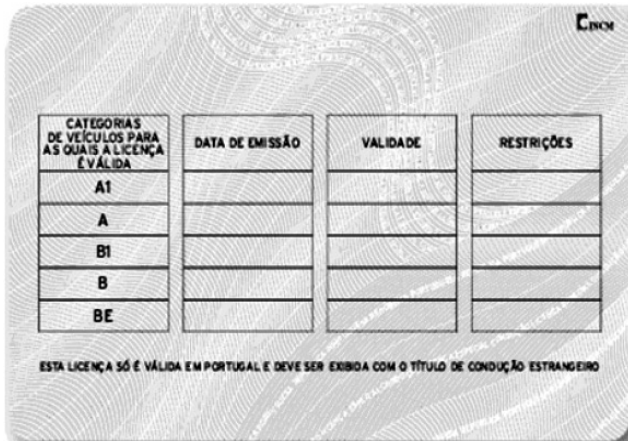 INCM
CATEGORIAS
DE VEÍCULOS PARA
AS QUAIS A LICENÇA
É VÁLIDA
DATA DE EMISSÃO
VALIDADE
RESTRIÇÕES
A1
A
B1
B
BE
ESTA LICENÇA SÓ É VÁLIDA EM PORTUGAL E DEVE SER EXIBIDA COM O TÍTULO DE CONDUÇÃO ESTRANGEIRO